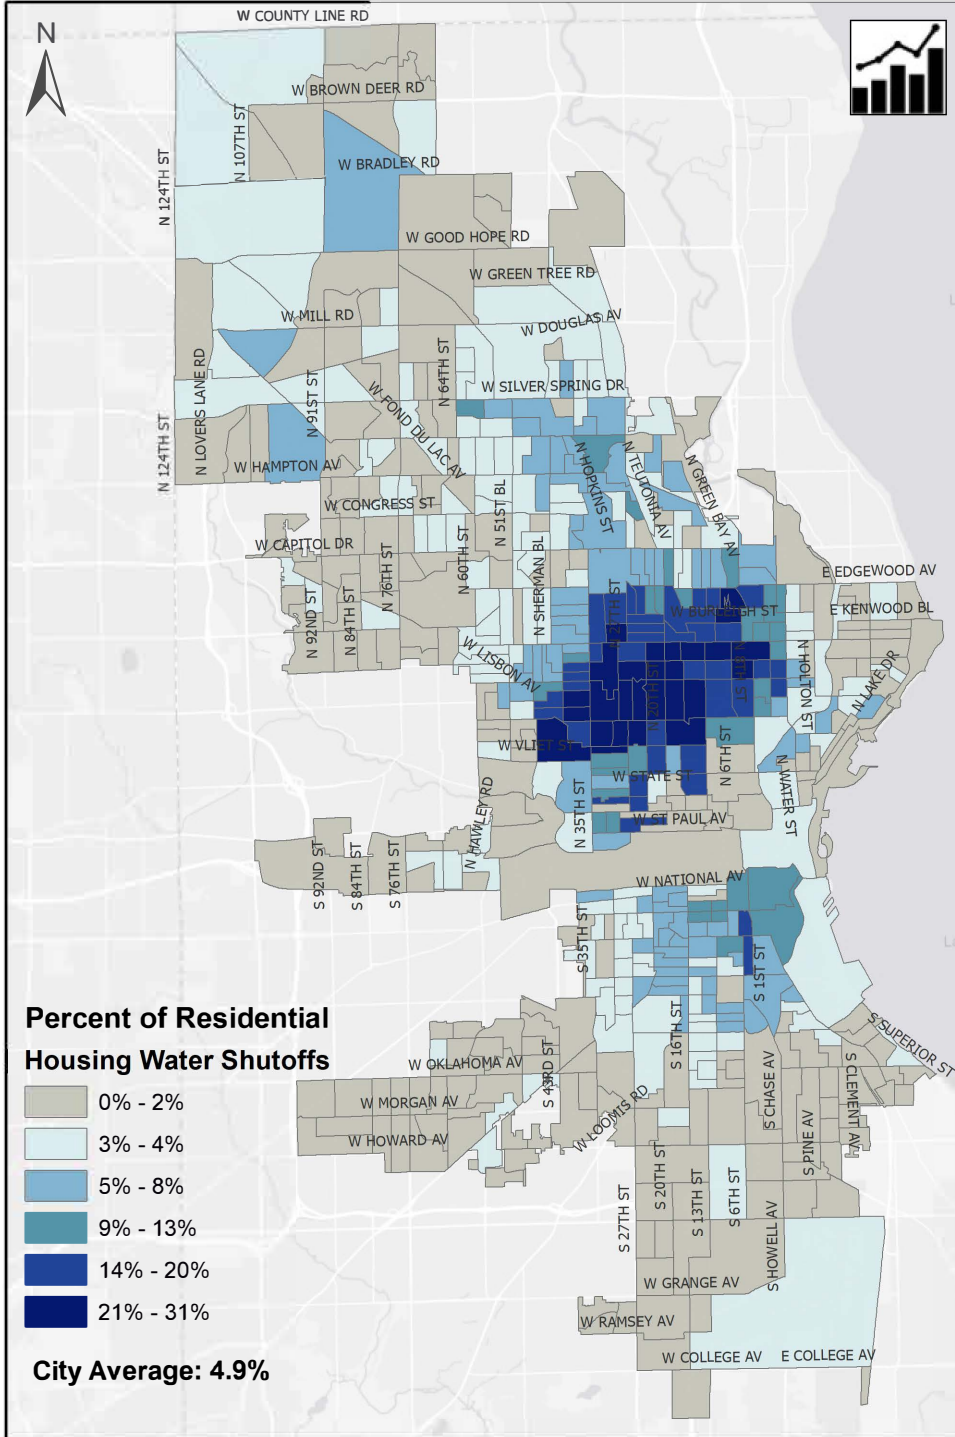 W COUNTY LINE RD
N
W BROWN DEER RD
N 107TH ST
W BRADLEY RD
N 124TH ST
W GOOD HOPE RD
W GREEN TREE RD
W MILL RD
W DOUGLAS AV
N LOVERS LANE RD
N 91ST ST
W FOND DU LAC AV
N 64TH ST
W SILVER SPRING DR
N 124TH ST
W HAMPTON AV
N HOPKINS ST
N TEUTONIA AV
N GREEN BAY AV
W CONGRESS ST
N 51ST BL
W CAPITOL DR
N 76TH ST
N 60TH ST
N SHERMAN BL
E EDGEWOOD AV
N 92ND ST
N 84TH ST
N 27TH ST
W BURLEIGH ST
E KENWOOD BL
W LISBON AV
N 20TH ST
N 8TH ST
N HOLTON ST
N LAKE DR
W VLIET ST
N 6TH ST
W STATE ST
N WATER ST
N HAWLEY RD
N 35TH ST
W ST PAUL AV
S 92ND ST
S 84TH ST
S 76TH ST
W NATIONAL AV
S 35TH ST
S 1ST ST
Percent of Residential
Housing Water Shutoffs
0% - 2%
3% - 4%
5% - 8%
9% - 13%
14% - 20%
21% - 31%
City Average: 4.9%
S 16TH ST
S SUPERIOR ST
W OKLAHOMA AV
S 43RD ST
S CHASE AV
S CLEMENT AV
W MORGAN AV
W LOOMIS RD
W HOWARD AV
S PINE AV
S 20TH ST
S 27TH ST
S 13TH ST
S 6TH ST
S HOWELL AV
W GRANGE AV
W RAMSEY AV
W COLLEGE AV
E COLLEGE AV